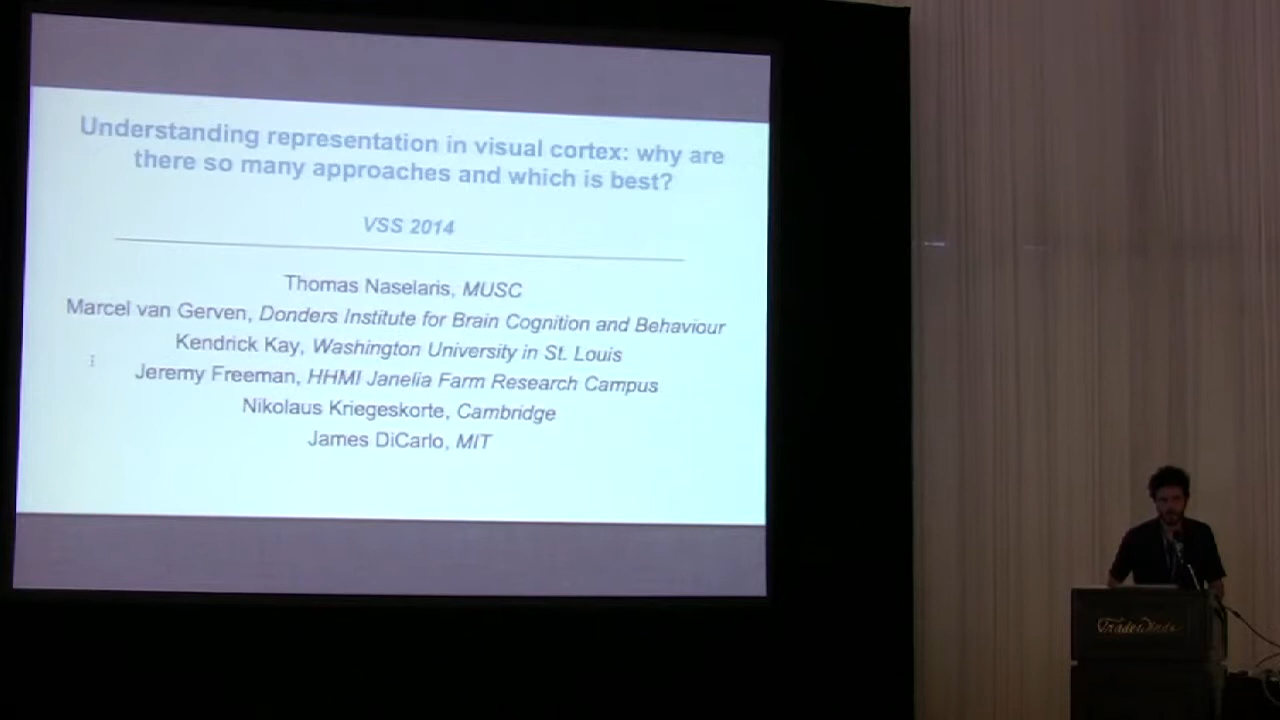 Understanding representation in visual cortex: why are
there so many approaches and which is best?
VSS 2014
Thomas Naselaris, MUSC
Marcel van Gerven, Donders Institute for Brain Cognition and Behaviour
Kendrick Kay, Washington University in St. Louis
Jeremy Freeman, HHMI Janelia Farm Research Campus
Nikolaus Kriegeskorte, Cambridge
James DiCarlo, MIT
TradeWinds